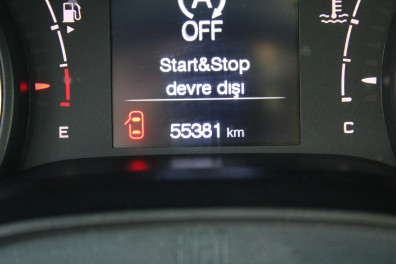 A
OFF
Start&Stop
devre dışı
E
55381 km
C